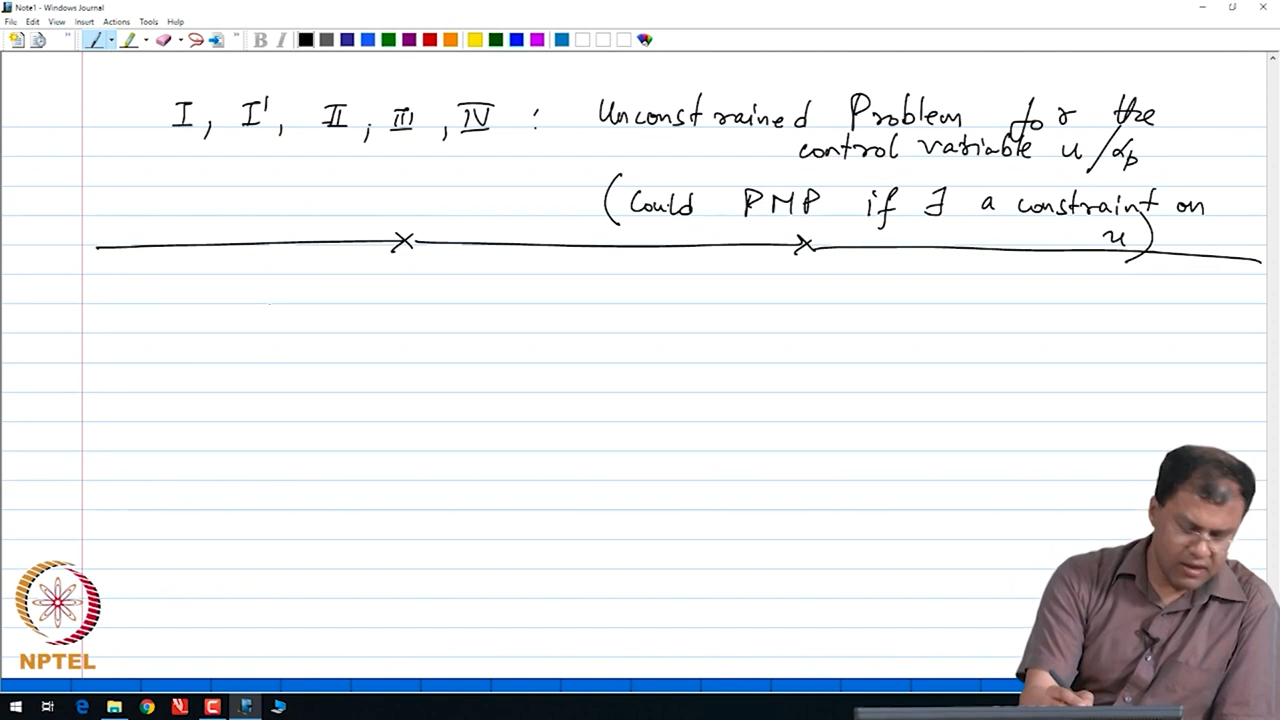 Note1 - Windows Journal
File Edit View Insert Actions Tools Help
B I
I, I', II, III, IV : Unconstrained Problem for the
control variable u/αp
(Could PMP if ∃ a constraint on
u)
NPTEL